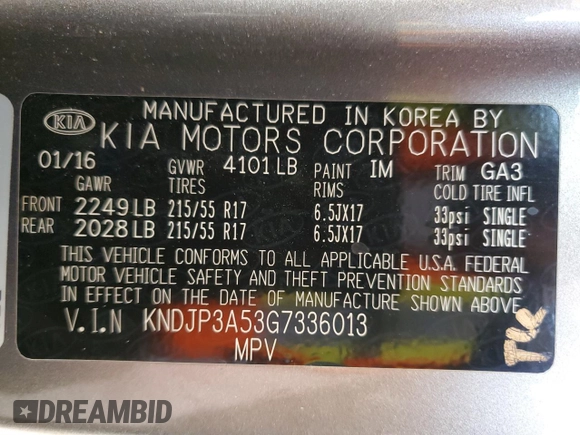 KIA MANUFACTURED IN KOREA BY
KIA MOTORS CORPORATION
01/16 GVWR 4101 LB PAINT IM TRIM GA3
GAWR TIRES RIMS COLD TIRE INFL
FRONT 2249 LB 215/55 R17 6.5JX17 33psi SINGLE
REAR 2028 LB 215/55 R17 6.5JX17 33psi SINGLE
THIS VEHICLE CONFORMS TO ALL APPLICABLE U.S.A. FEDERAL
MOTOR VEHICLE SAFETY AND THEFT PREVENTION STANDARDS
IN EFFECT ON THE DATE OF MANUFACTURE SHOWN ABOVE.
V.I.N KNDJP3A53G7336013
MPV
DREAMBID